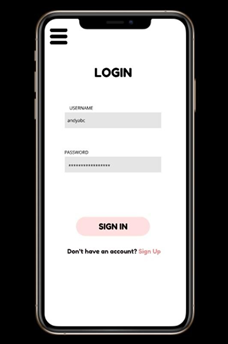 LOGIN
USERNAME
andyabc
PASSWORD
SIGN IN
Don't have an account? Sign Up